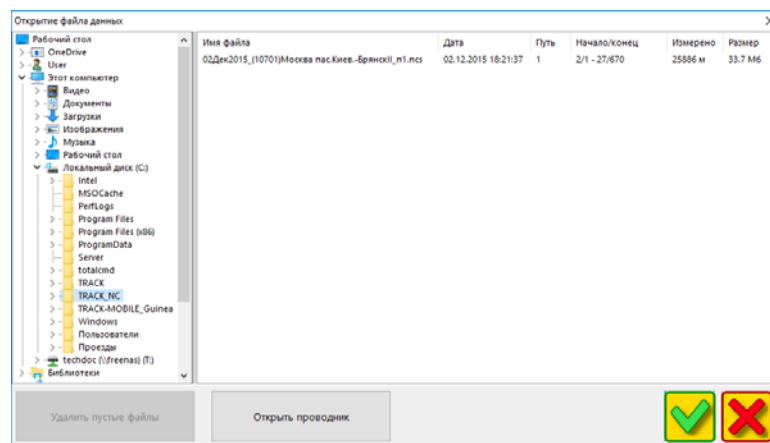 Открытие файла данных
Рабочий стол
OneDrive
User
Этот компьютер
Видео
Документы
Загрузки
Изображения
Музыка
Рабочий стол
Локальный диск (C:)
Intel
MSOCache
PerfLogs
Program Files
Program Files (x86)
ProgramData
Server
totalcmd
TRACK
TRACK_NC
TRACK-MOBILE_Guinea
Windows
Пользователи
Проезды
techdoc (\\freenas) (T:)
Библиотеки
Имя файла Дата Путь Начало/конец Измерено Размер
02Дек2015_(10701)Москва пас.Киев.-БрянскII_п1.ncs 02.12.2015 18:21:37 1 2/1 - 27/670 25886 м 33.7 Мб
Удалить пустые файлы
Открыть проводник